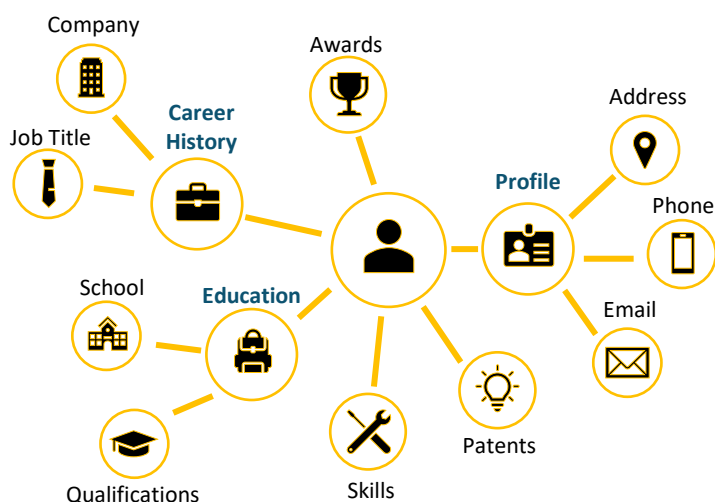 Company
Awards
Career
History
Address
Job Title
Profile
Phone
School
Education
Email
Patents
Qualifications
Skills